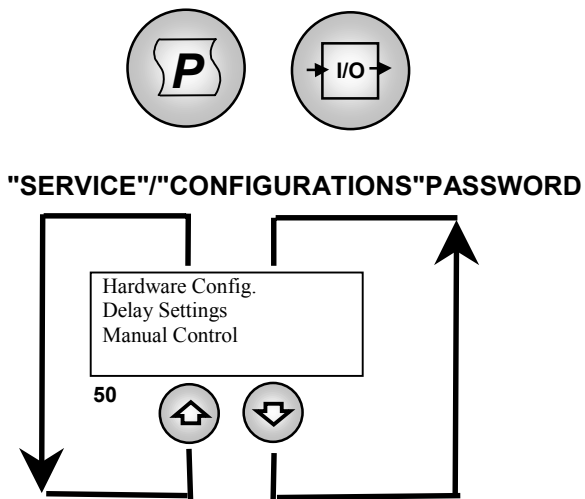 P I/O
"SERVICE"/"CONFIGURATIONS"PASSWORD
Hardware Config.
Delay Settings
Manual Control
50